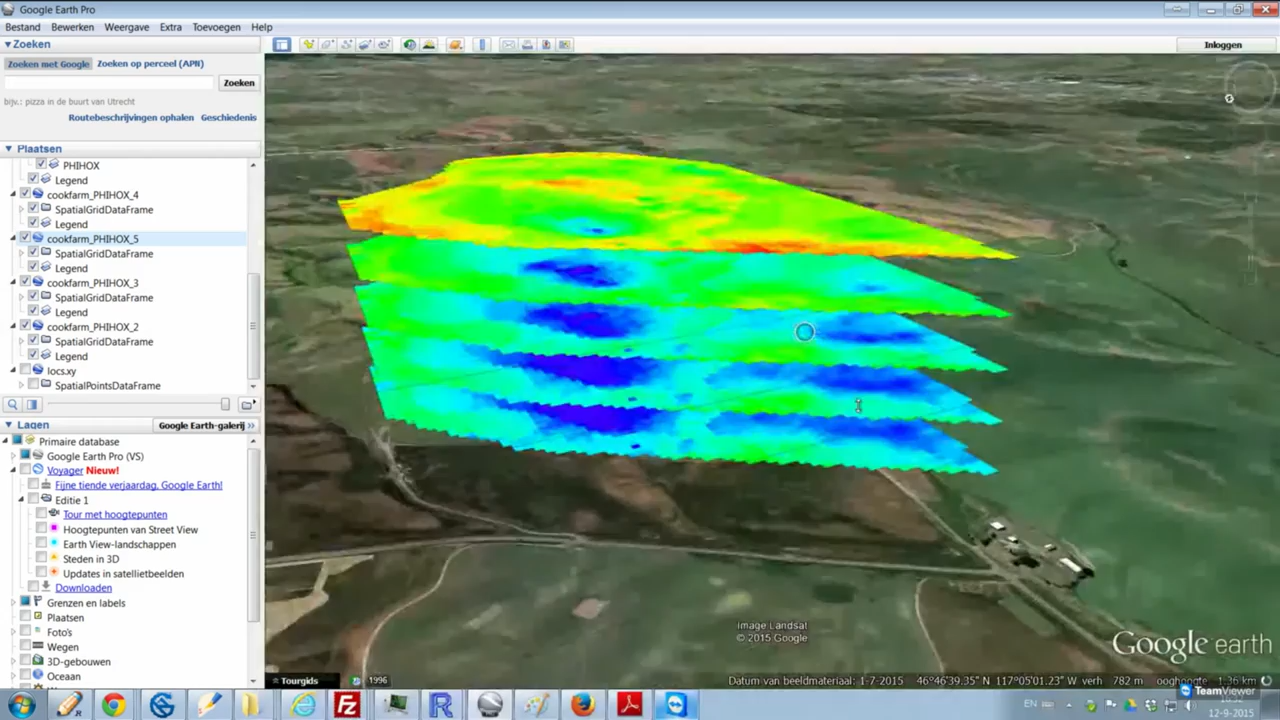 Google Earth Pro
Bestand Bewerken Weergave Extra Toevoegen Help
Zoeken
Inloggen
Zoeken met Google Zoeken op perceel (APN)
Zoeken
bijv.: pizza in de buurt van Utrecht
Routebeschrijvingen ophalen Geschiedenis
Plaatsen
PHIHOX
Legend
cookfarm_PHIHOX_4
SpatialGridDataFrame
Legend
cookfarm_PHIHOX_5
SpatialGridDataFrame
Legend
cookfarm_PHIHOX_3
SpatialGridDataFrame
Legend
cookfarm_PHIHOX_2
SpatialGridDataFrame
Legend
locs.xy
SpatialPointsDataFrame
Lagen
Google Earth-galerij >>
Primaire database
Google Earth Pro (VS)
Voyager Nieuw!
Fijne tiende verjaardag, Google Earth!
Editie 1
Tour met hoogtepunten
Hoogtepunten van Street View
Earth View-landschappen
Steden in 3D
Updates in satellietbeelden
Downloaden
Grenzen en labels
Plaatsen
Foto's
Wegen
3D-gebouwen
Oceaan
Image Landsat
© 2015 Google
Google earth
Tourgids
1996
Datum van beeldmateriaal: 1-7-2015 46°46'39.35" N 117°05'01.23" W verh 782 m ooghoogte 1.36 km
TeamViewer
EN
12-9-2015